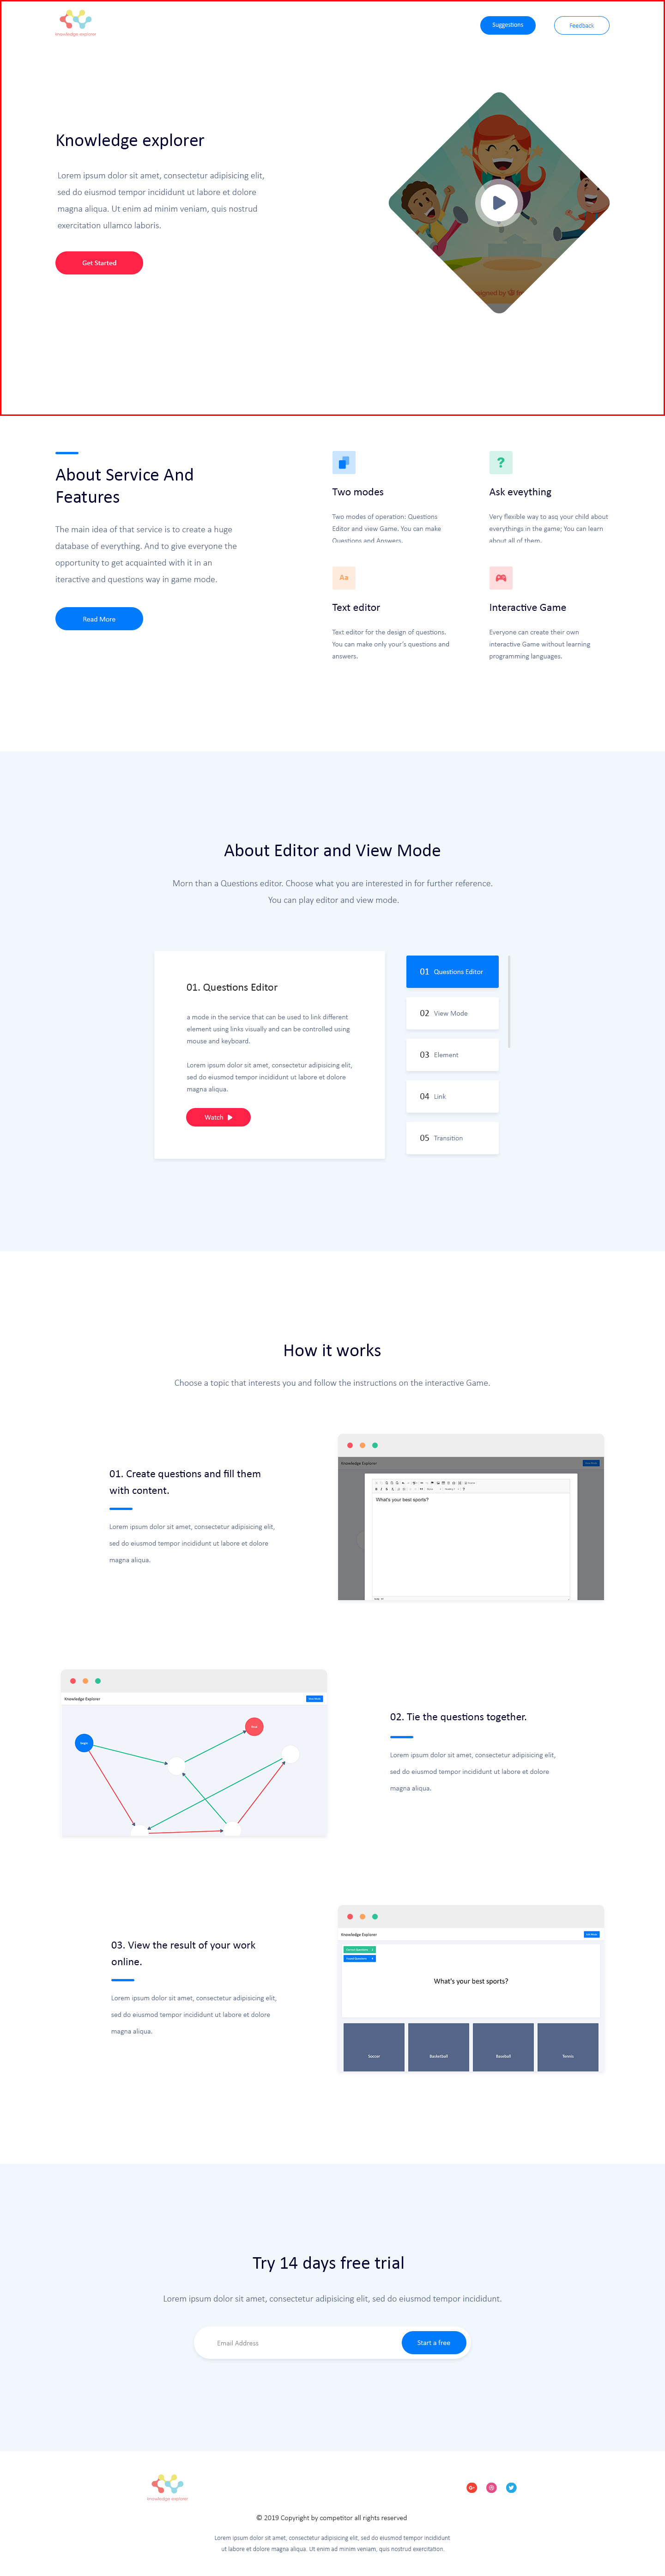 Knowledge explorer
Suggestions
Feedback
Knowledge explorer
Lorem ipsum dolor sit amet, consectetur adipisicing elit,
sed do eiusmod tempor incididunt ut labore et dolore
magna aliqua. Ut enim ad minim veniam, quis nostrud
exercitation ullamco laboris.
Get Started
About Service And
Features
The main idea of that service is to create a huge
database of everything. And to give everyone the
opportunity to get acquainted with it in an
iteractive and questions way in game mode.
Read More
Two modes
Two modes of operation: Questions
Editor and view Game. You can make
Questions and Answers.
?
Ask eveything
Very flexible way to asq your child about
everythings in the game; You can learn
about all of them.
Aa
Text editor
Text editor for the design of questions.
You can make only your's questions and
answers.
Interactive Game
Everyone can create their own
interactive Game without learning
programming languages.
About Editor and View Mode
Morn than a Questions editor. Choose what you are interested in for further reference.
You can play editor and view mode.
01. Questions Editor
a mode in the service that can be used to link different
element using links visually and can be controlled using
mouse and keyboard.
Lorem ipsum dolor sit amet, consectetur adipisicing elit,
sed do eiusmod tempor incididunt ut labore et dolore
magna aliqua.
Watch
01 Questions Editor
02 View Mode
03 Element
04 Link
05 Transition
How it works
Choose a topic that interests you and follow the instructions on the interactive Game.
01. Create questions and fill them
with content.
Lorem ipsum dolor sit amet, consectetur adipisicing elit,
sed do eiusmod tempor incididunt ut labore et dolore
magna aliqua.
Knowledge Explorer
What's your best sports?
Knowledge Explorer
02. Tie the questions together.
Lorem ipsum dolor sit amet, consectetur adipisicing elit,
sed do eiusmod tempor incididunt ut labore et dolore
magna aliqua.
03. View the result of your work
online.
Lorem ipsum dolor sit amet, consectetur adipisicing elit,
sed do eiusmod tempor incididunt ut labore et dolore
magna aliqua.
Knowledge Explorer
What's your best sports?
Soccer
Basketball
Baseball
Tennis
Try 14 days free trial
Lorem ipsum dolor sit amet, consectetur adipisicing elit, sed do eiusmod tempor incididunt.
Email Address
Start a free
Knowledge explorer
G+
© 2019 Copyright by competitor all rights reserved
Lorem ipsum dolor sit amet, consectetur adipisicing elit, sed do eiusmod tempor incididunt
ut labore et dolore magna aliqua. Ut enim ad minim veniam, quis nostrud exercitation.